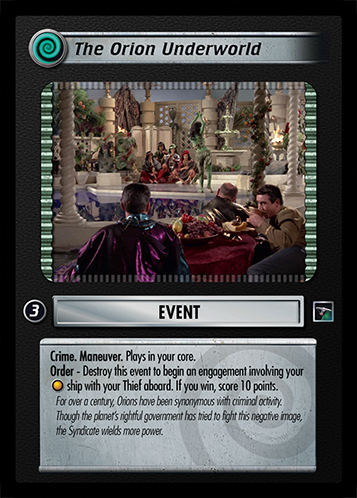 The Orion Underworld
3
EVENT
Crime. Maneuver. Plays in your core.
Order - Destroy this event to begin an engagement involving your
ship with your Thief aboard. If you win, score 10 points.
For over a century, Orions have been synonymous with criminal activity.
Though the planet's rightful government has tried to fight this negative image,
the Syndicate wields more power.